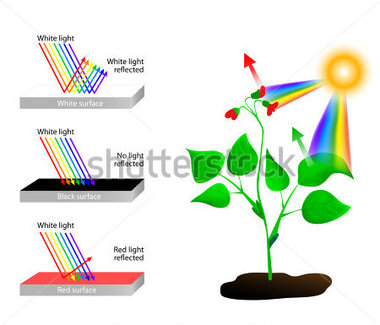 White light
White light
reflected
White surface
White light
No light
reflected
Black surface
White light
Red light
reflected
Red surface
shutterstock